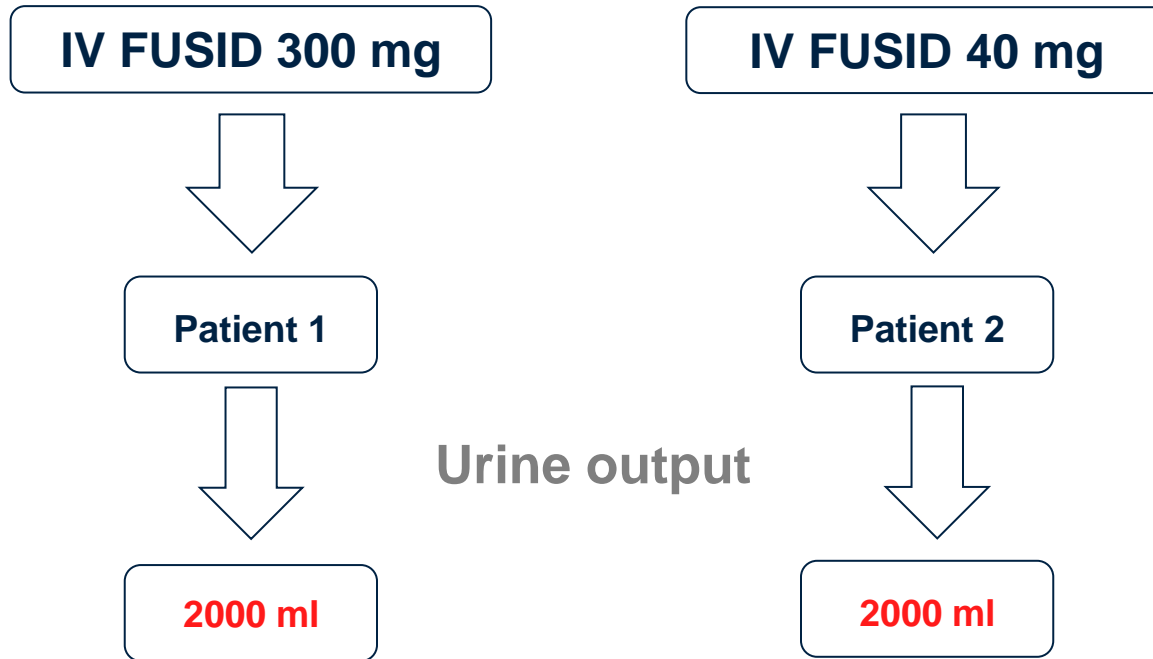 IV FUSID 300 mg
IV FUSID 40 mg
Patient 1
Patient 2
Urine output
2000 ml
2000 ml